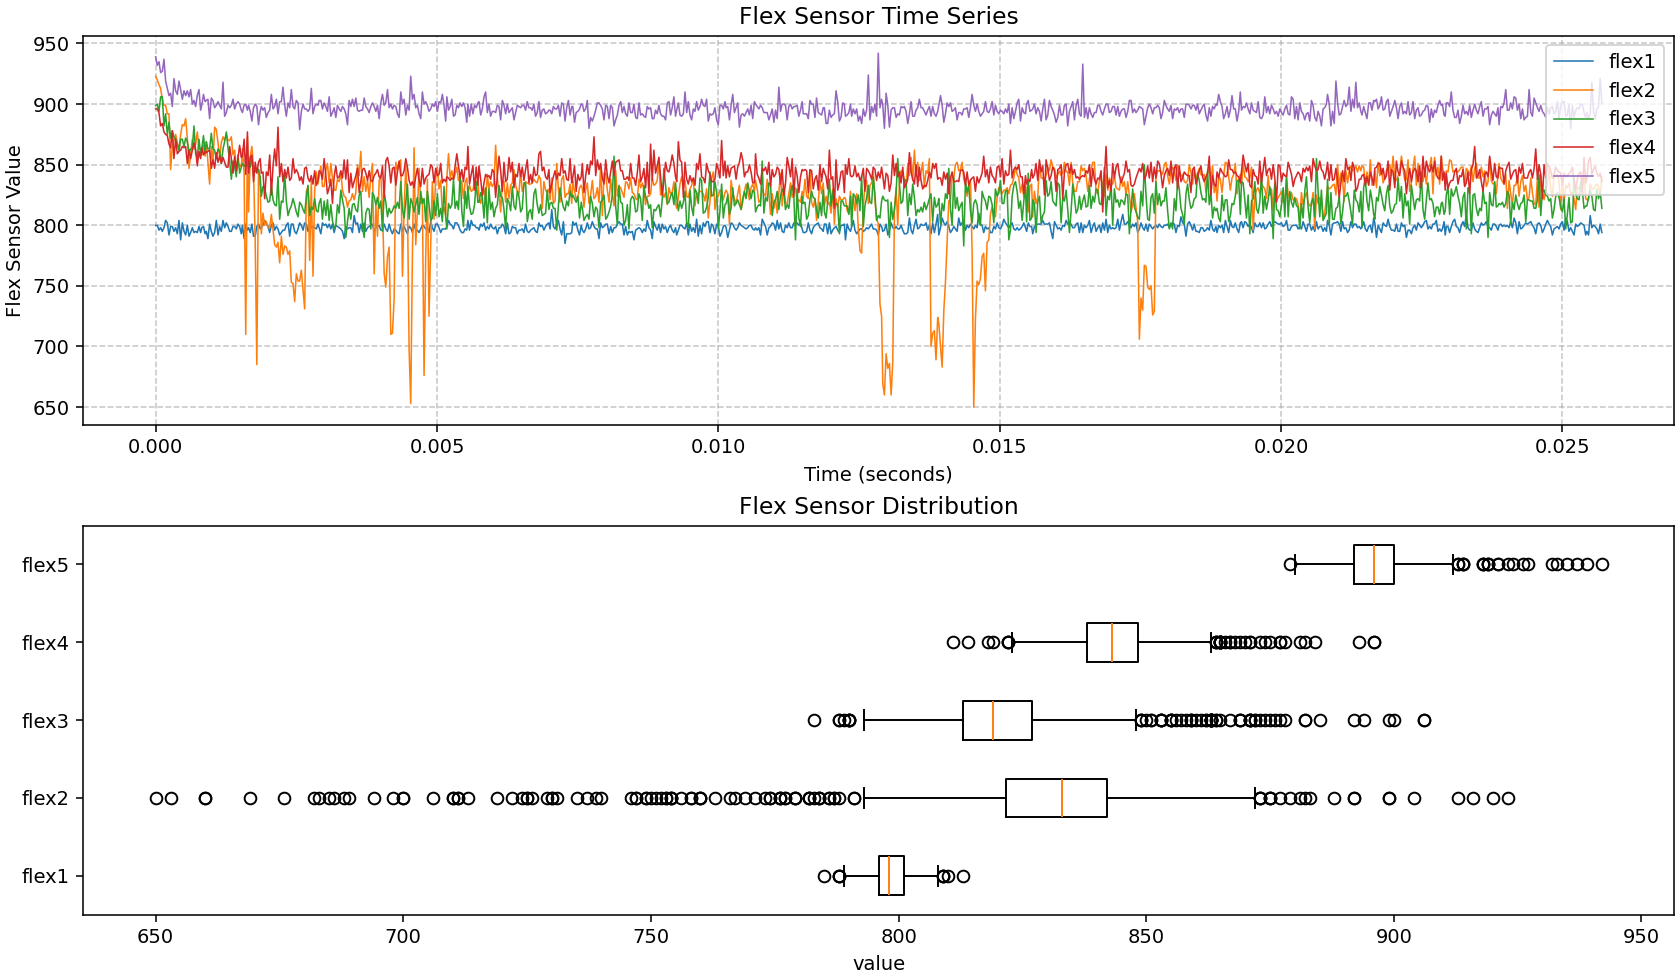 Flex Sensor Time Series
Flex Sensor Value
950
900
850
800
750
700
650
0.000 0.005 0.010 0.015 0.020 0.025
Time (seconds)
flex1
flex2
flex3
flex4
flex5
Flex Sensor Distribution
flex5
flex4
flex3
flex2
flex1
650 700 750 800 850 900 950
value